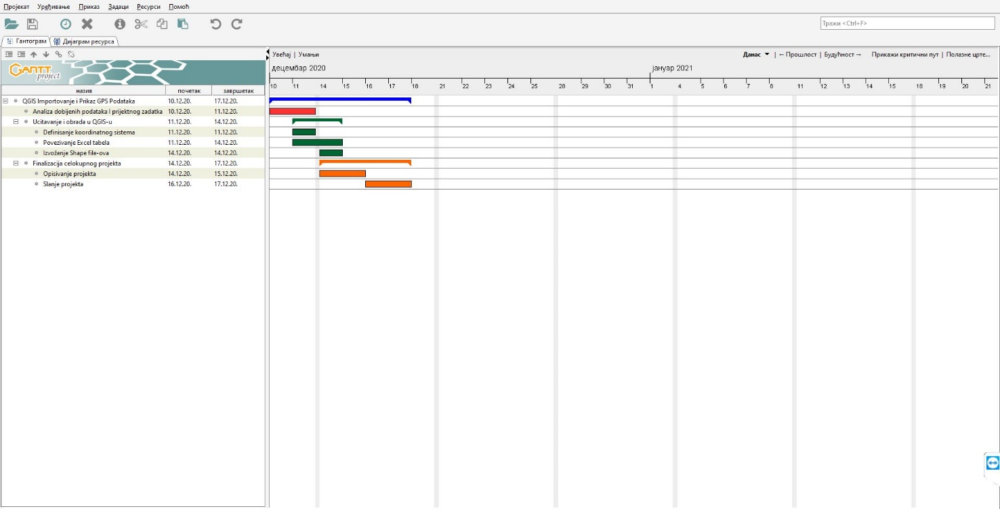 Пројекат Уређивање Приказ Задаци Ресурси Помоћ
Тражи <Ctrl+F>
Гантограм Дијаграм ресурса
Увећај | Умањи Данас | ←Прошлост | Будућност→ Прикажи критични пут | Полазне црте...
GANTT project
децембар 2020 јануар 2021
10 11 14 15 16 17 18 21 22 23 24 25 28 29 30 31 1 4 5 6 7 8 11 12 13 14 15 18 19 20 21
назив почетак завршетак
QGIS Importovanje i Prikaz GPS Podataka 10.12.20. 17.12.20.
Analiza dobijenih podataka I prijektnog zadatka 10.12.20. 11.12.20.
Ucitavanje i obrada u QGIS-u 11.12.20. 14.12.20.
Definisanje koordinatnog sistema 11.12.20. 11.12.20.
Povezivanje Excel tabela 11.12.20. 14.12.20.
Izvoženje Shape file-ova 14.12.20. 14.12.20.
Finalizacija celokupnog projekta 14.12.20. 17.12.20.
Opisivanje projekta 14.12.20. 15.12.20.
Slanje projekta 16.12.20. 17.12.20.